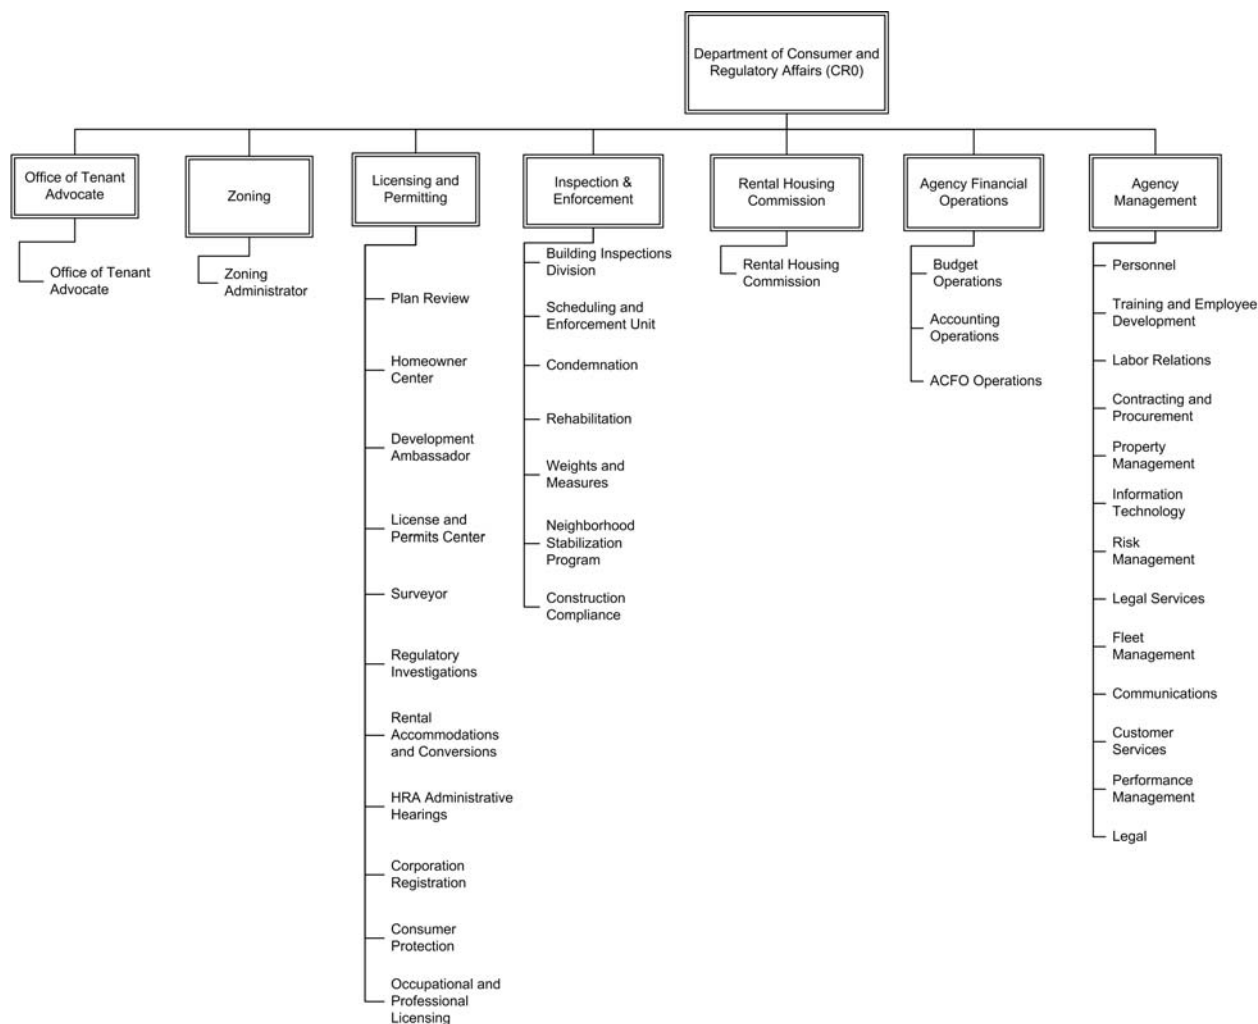 Department of Consumer and
Regulatory Affairs (CR0)
Office of Tenant
Advocate
Zoning
Licensing and
Permitting
Inspection &
Enforcement
Rental Housing
Commission
Agency Financial
Operations
Agency
Management
Office of Tenant
Advocate
Zoning
Administrator
Plan Review
Homeowner
Center
Development
Ambassador
License and
Permits Center
Surveyor
Regulatory
Investigations
Rental
Accommodations
and Conversions
HRA Administrative
Hearings
Corporation
Registration
Consumer
Protection
Occupational and
Professional
Licensing
Building Inspections
Division
Scheduling and
Enforcement Unit
Condemnation
Rehabilitation
Weights and
Measures
Neighborhood
Stabilization
Program
Construction
Compliance
Rental Housing
Commission
Budget
Operations
Accounting
Operations
ACFO Operations
Personnel
Training and Employee
Development
Labor Relations
Contracting and
Procurement
Property
Management
Information
Technology
Risk
Management
Legal Services
Fleet
Management
Communications
Customer
Services
Performance
Management
Legal